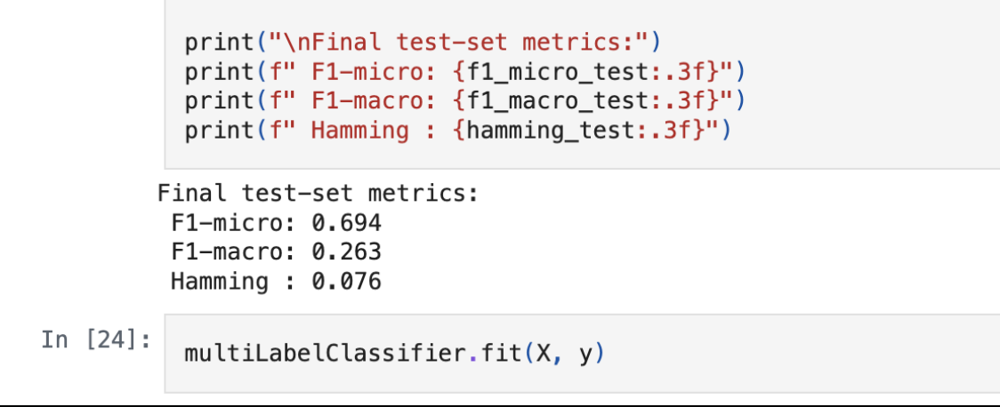 print("\nFinal test-set metrics:")
print(f" F1-micro: {f1_micro_test:.3f}")
print(f" F1-macro: {f1_macro_test:.3f}")
print(f" Hamming : {hamming_test:.3f}")
Final test-set metrics:
 F1-micro: 0.694
 F1-macro: 0.263
 Hamming : 0.076
In [24]: multiLabelClassifier.fit(X, y)